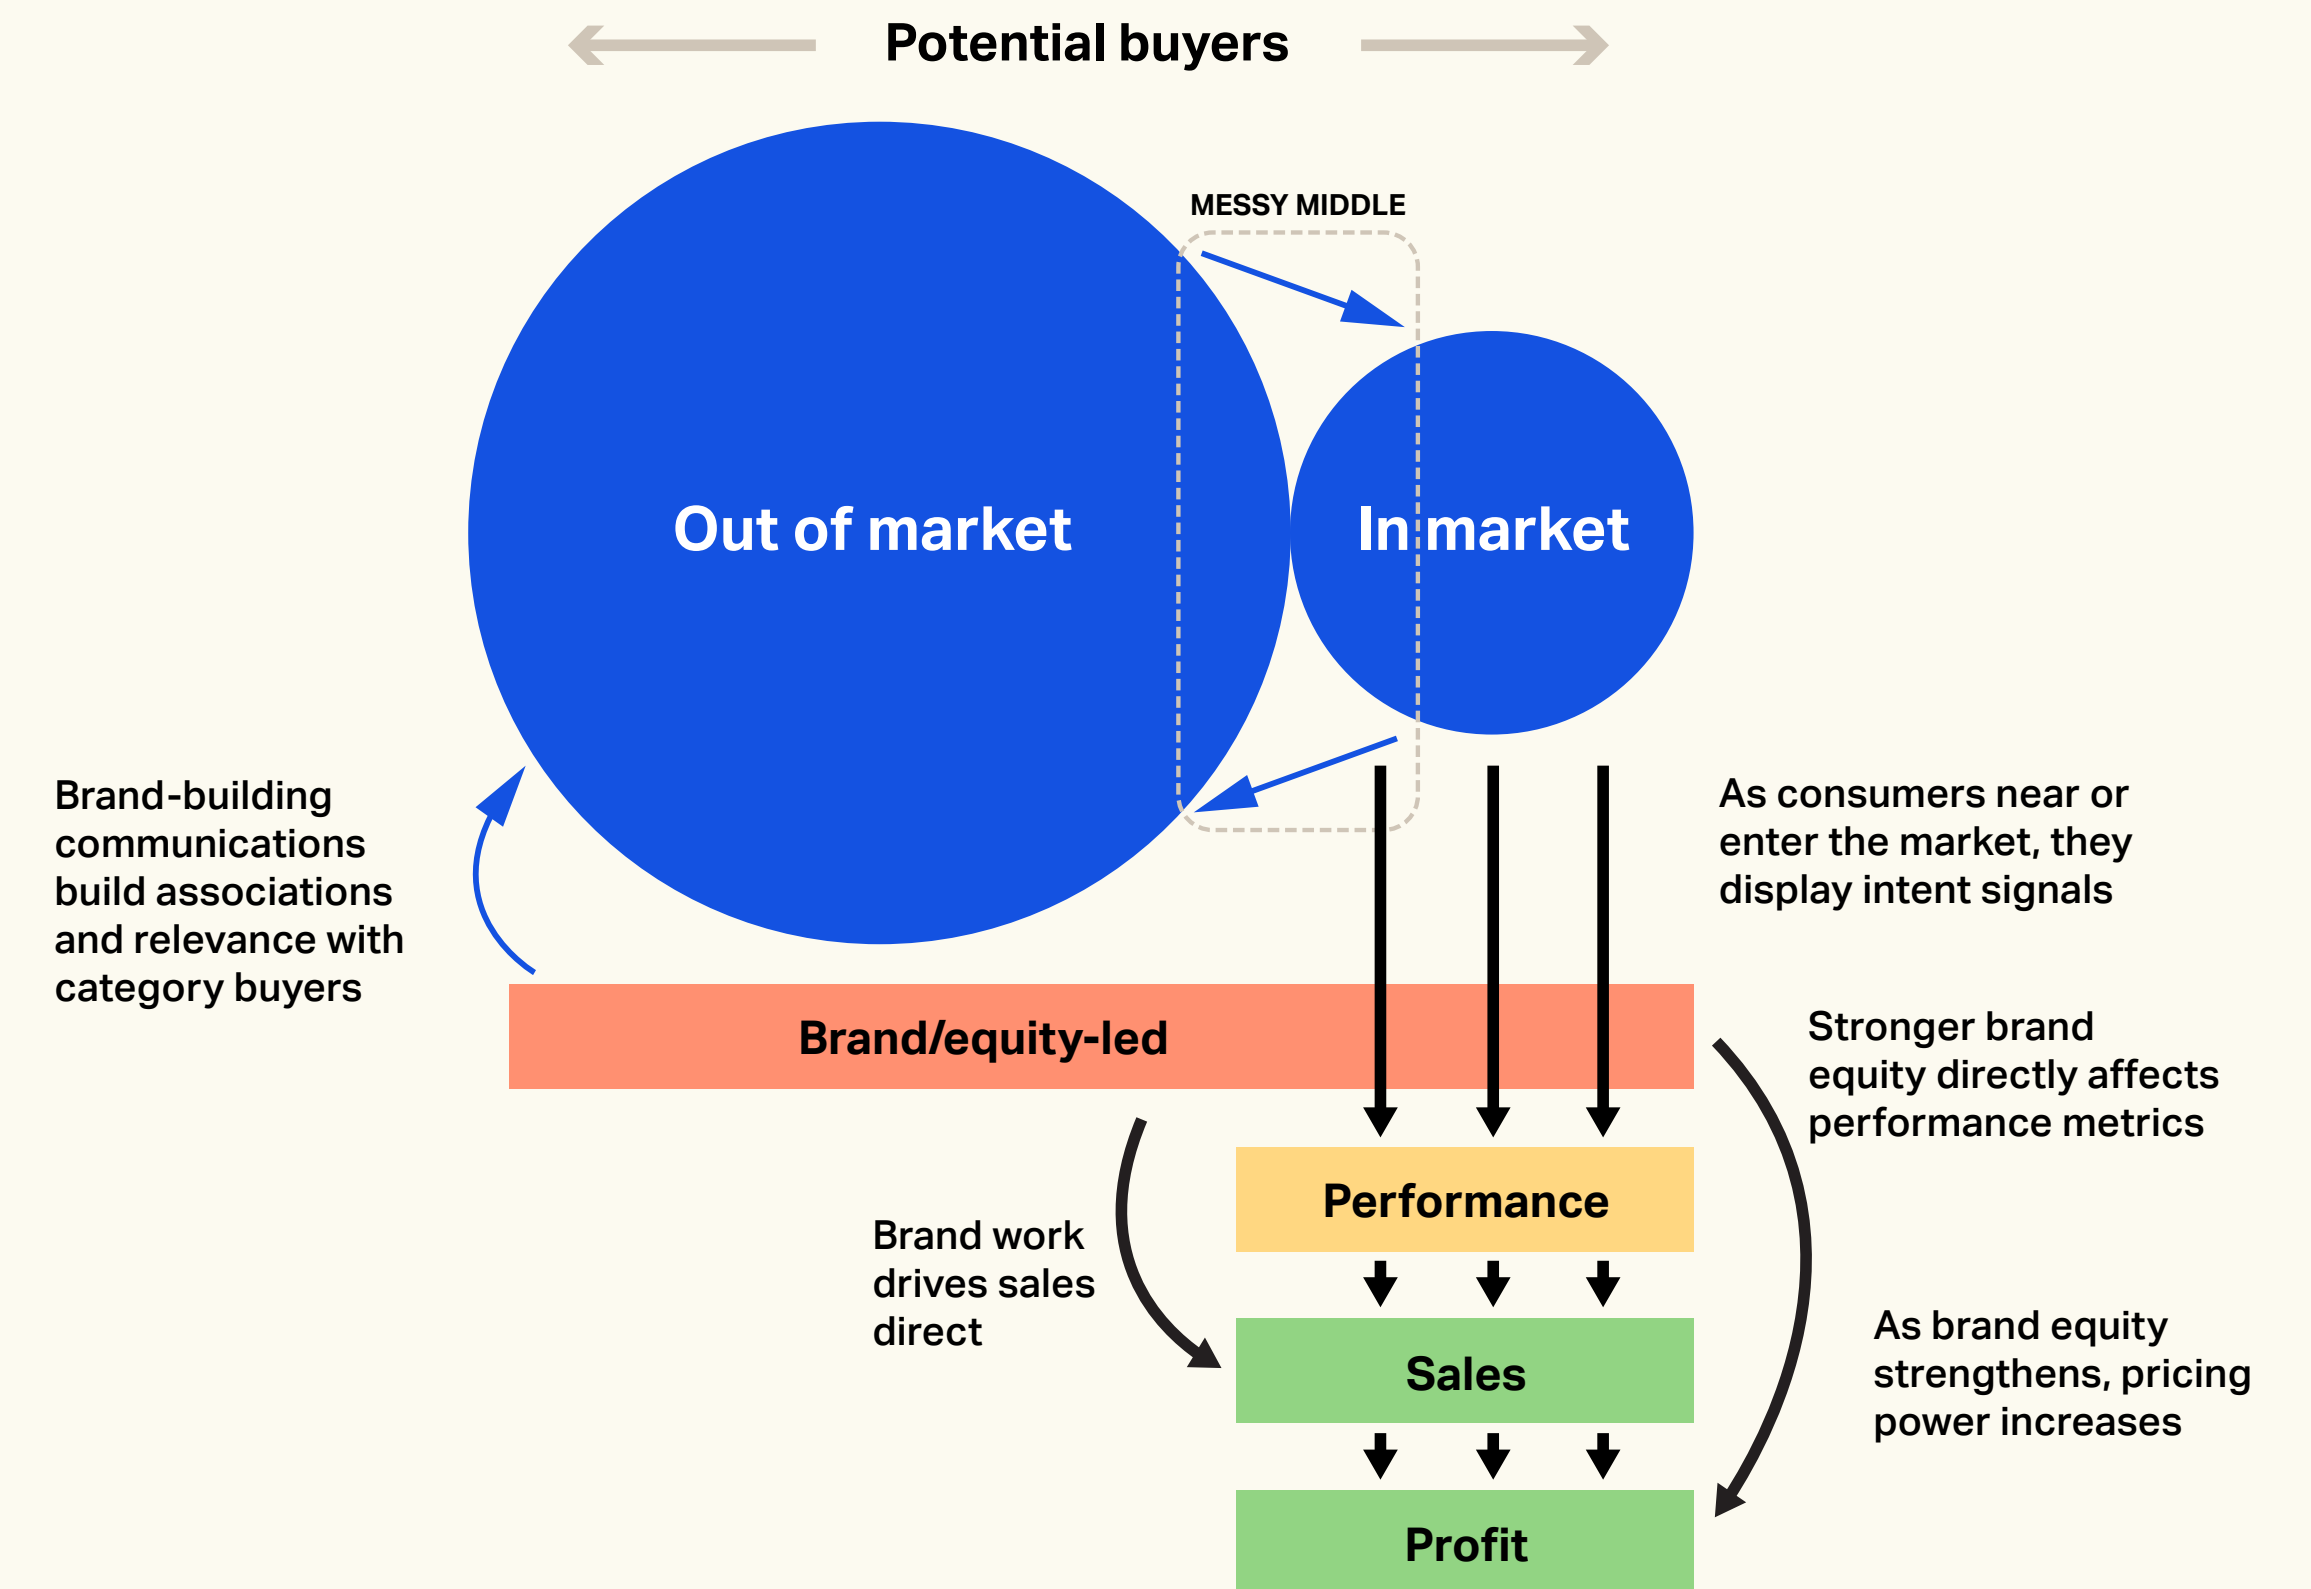 Potential buyers
MESSY MIDDLE
Out of market
In market
Brand-building
communications
build associations
and relevance with
category buyers
As consumers near or
enter the market, they
display intent signals
Brand/equity-led
Stronger brand
equity directly affects
performance metrics
Performance
Brand work
drives sales
direct
Sales
As brand equity
strengthens, pricing
power increases
Profit